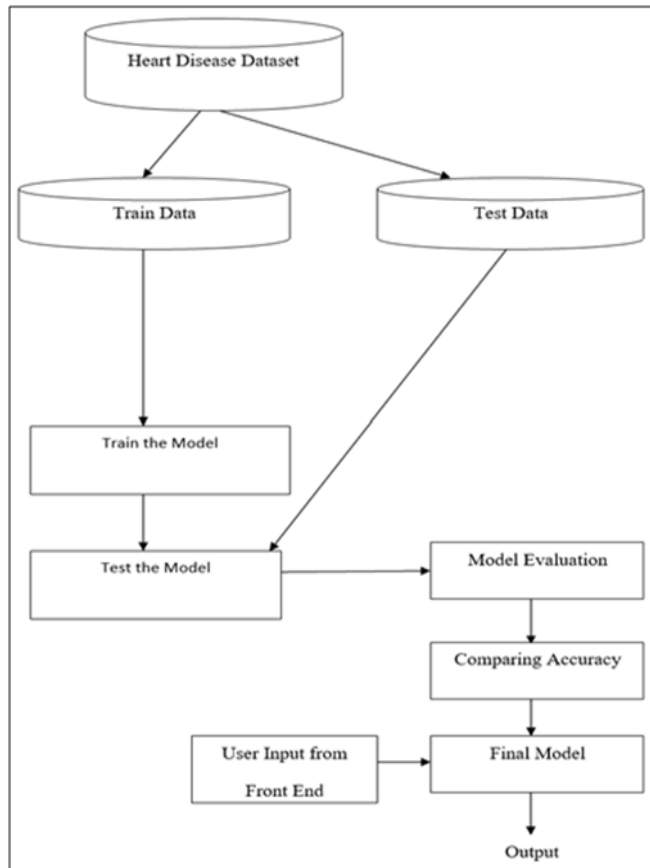 Heart Disease Dataset
Train Data
Test Data
Train the Model
Test the Model
Model Evaluation
Comparing Accuracy
User Input from
Front End
Final Model
Output